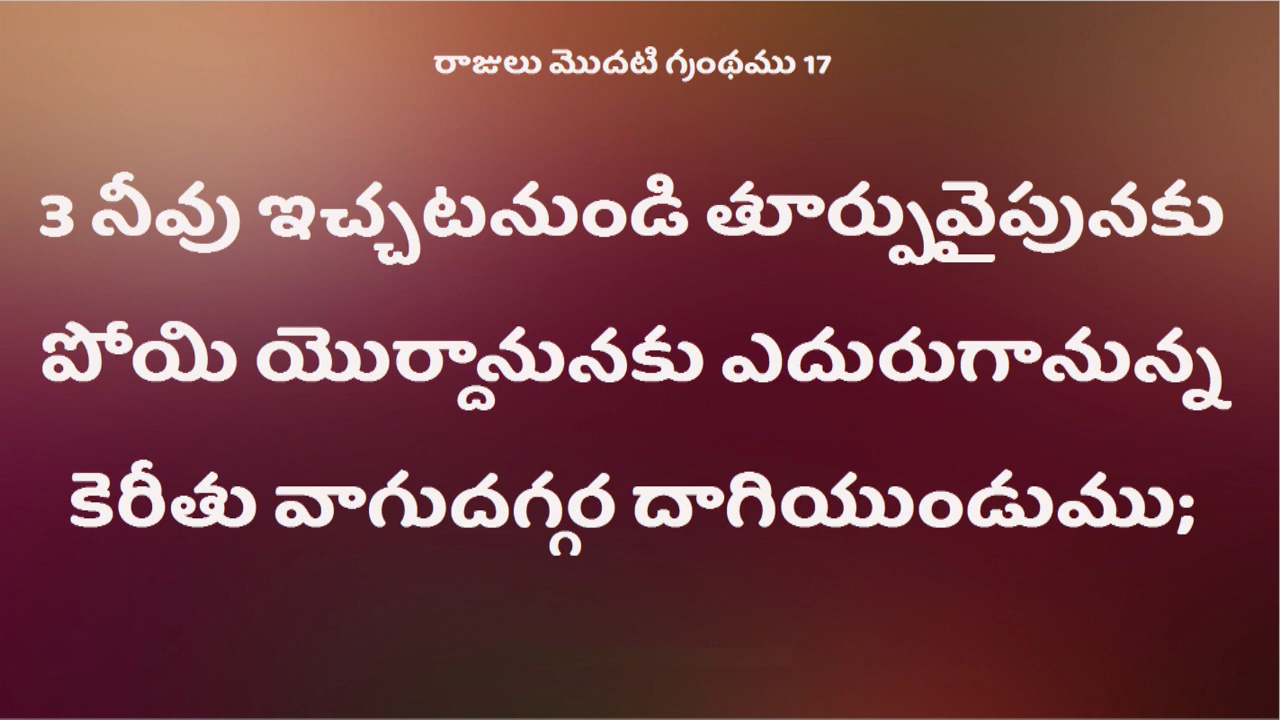 రాజులు మొదటి గ్రంథము 17
3 నీవు ఇచ్చటనుండి తూర్పువైపునకు
పోయి యొర్దానునకు ఎదురుగానున్న
కెరీతు వాగుదగ్గర దాగియుండుము;